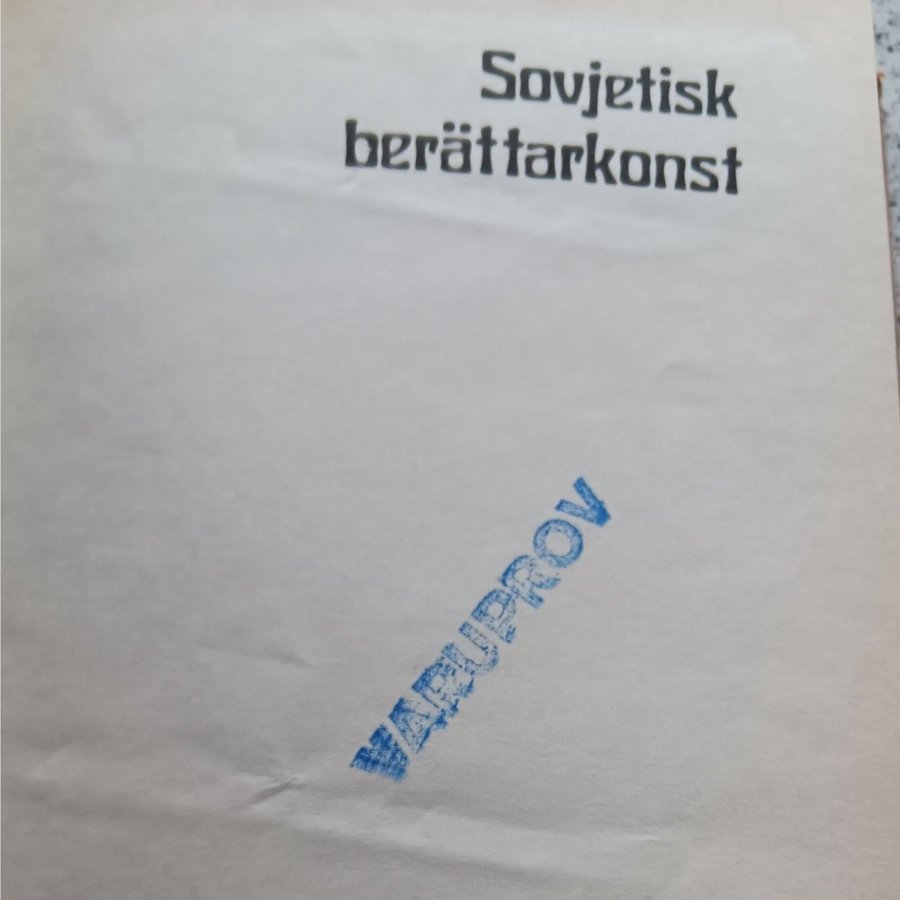 Sovjetisk
berättarkonst
VARUPROV